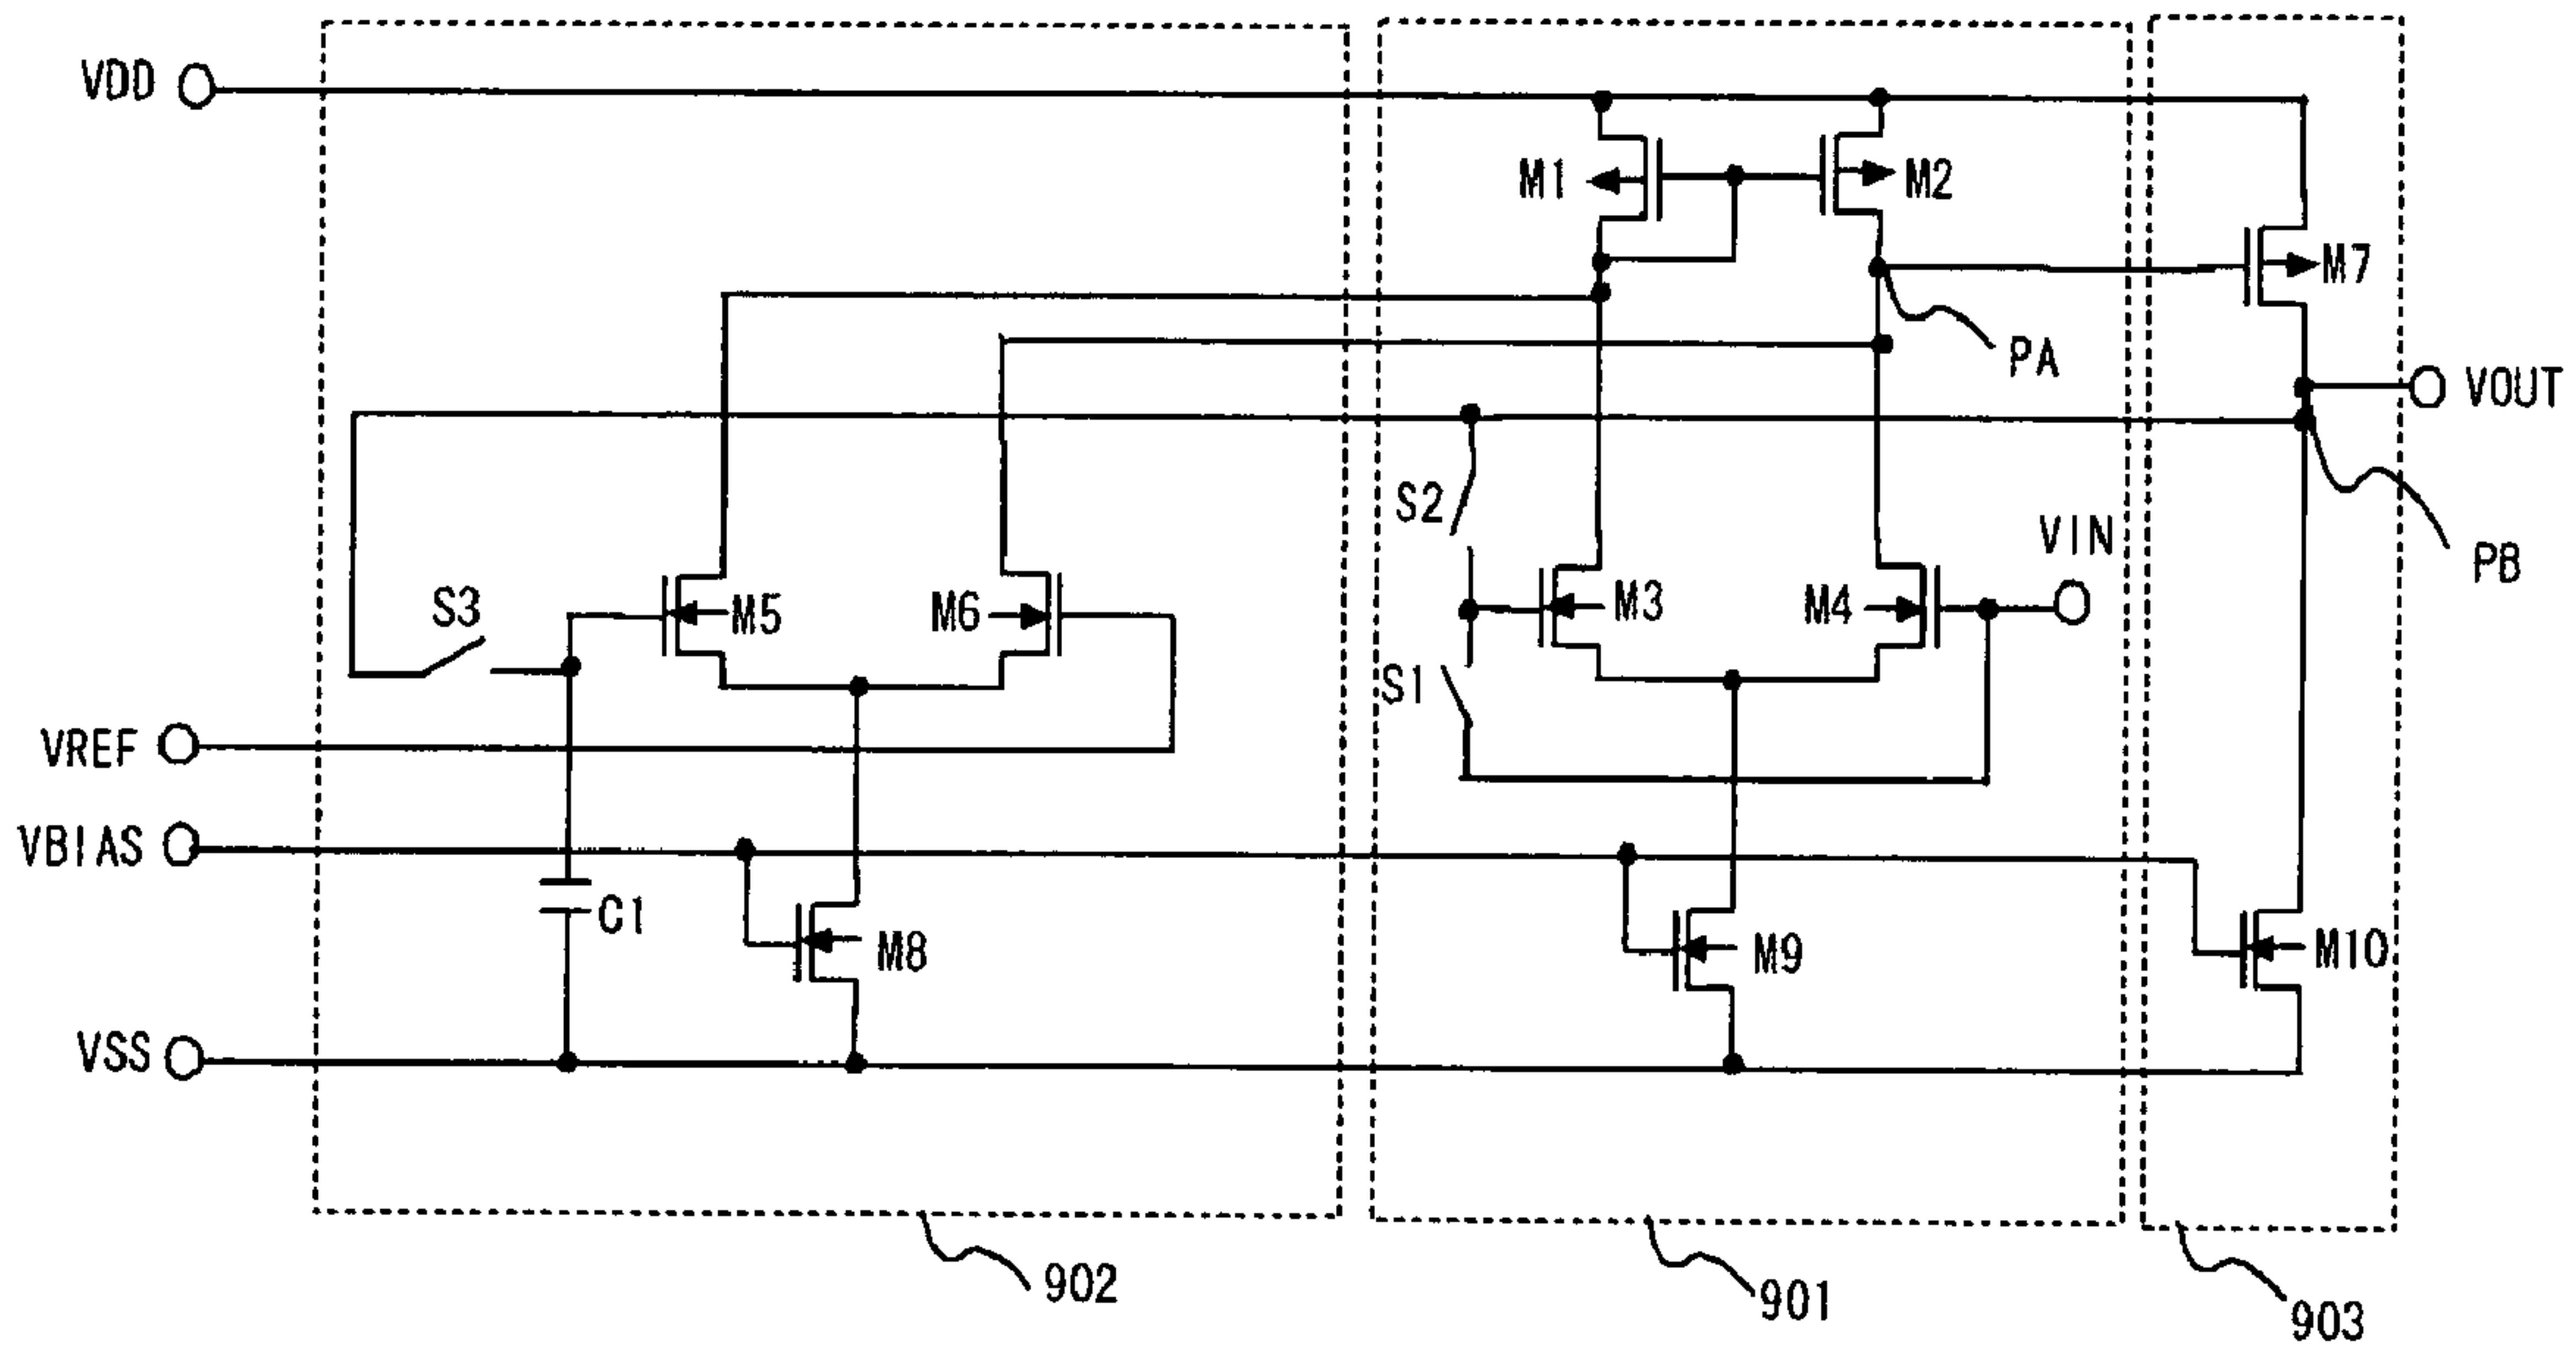 VDD
M1
M2
M7
PA
VOUT
S2
VIN
PB
S3
M5
M6
M3
M4
S1
VREF
VBIAS
C1
M8
M9
M10
VSS
902
901
903